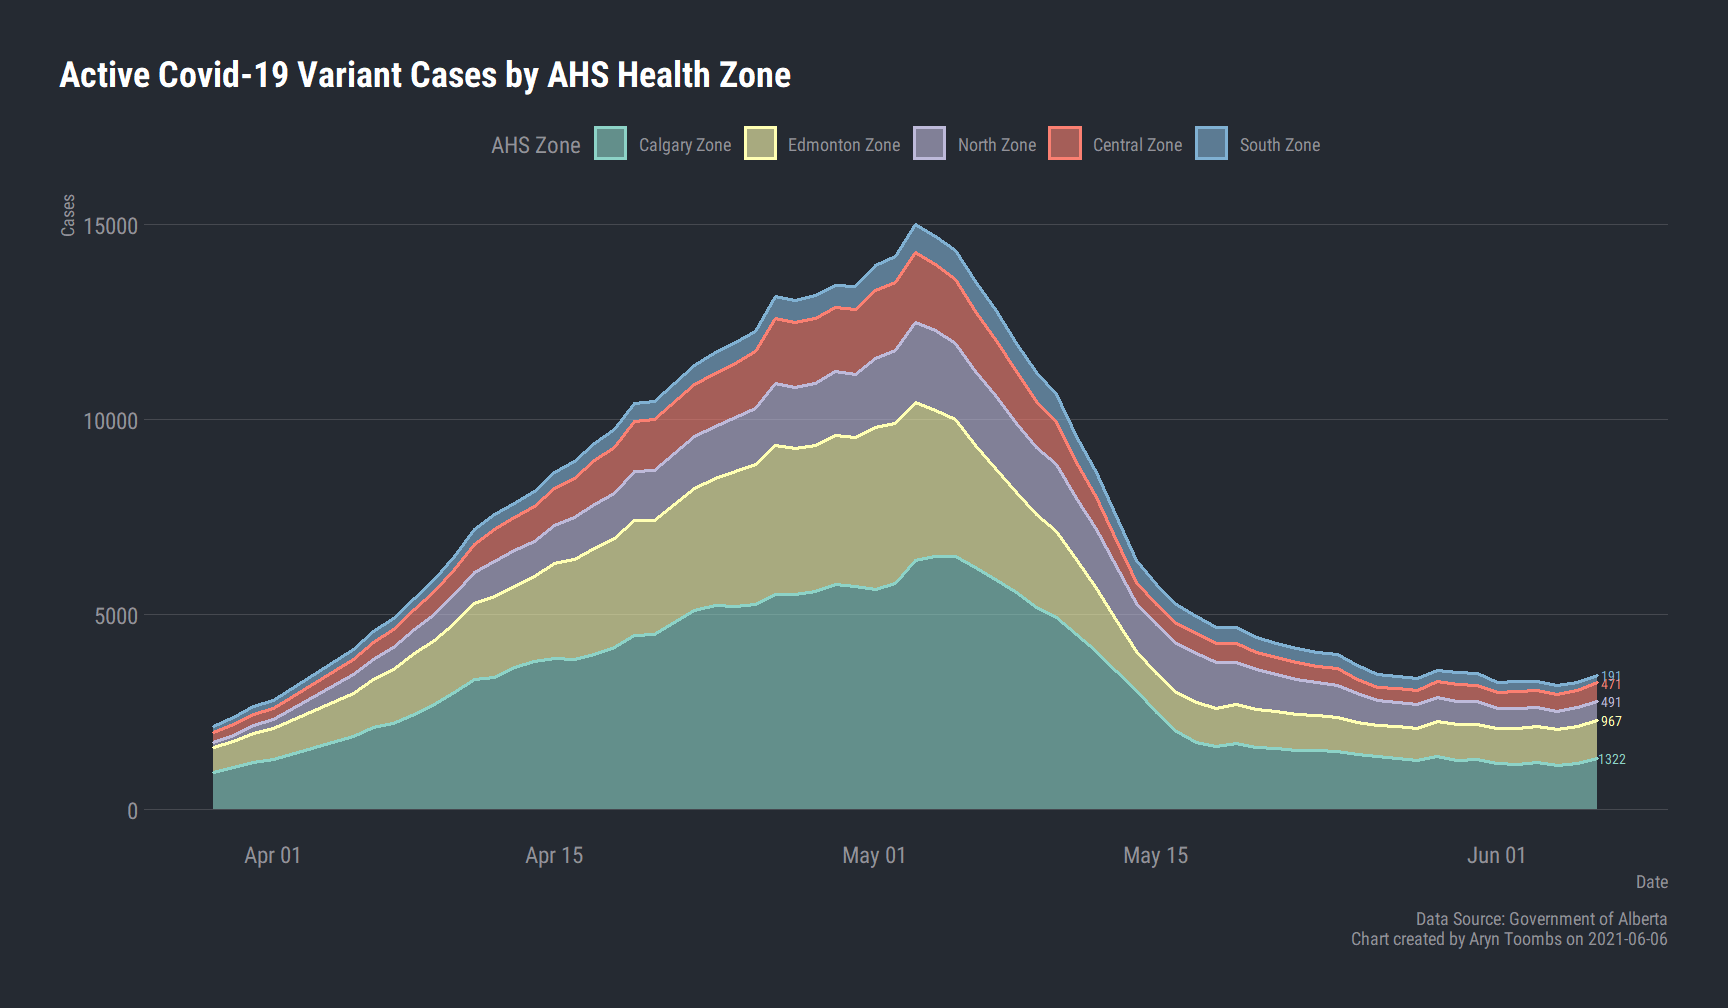 Active Covid-19 Variant Cases by AHS Health Zone
AHS Zone Calgary Zone Edmonton Zone North Zone Central Zone South Zone
Cases
15000
10000
5000
0
191
471
491
967
1322
Apr 01 Apr 15 May 01 May 15 Jun 01
Date
Data Source: Government of Alberta
Chart created by Aryn Toombs on 2021-06-06